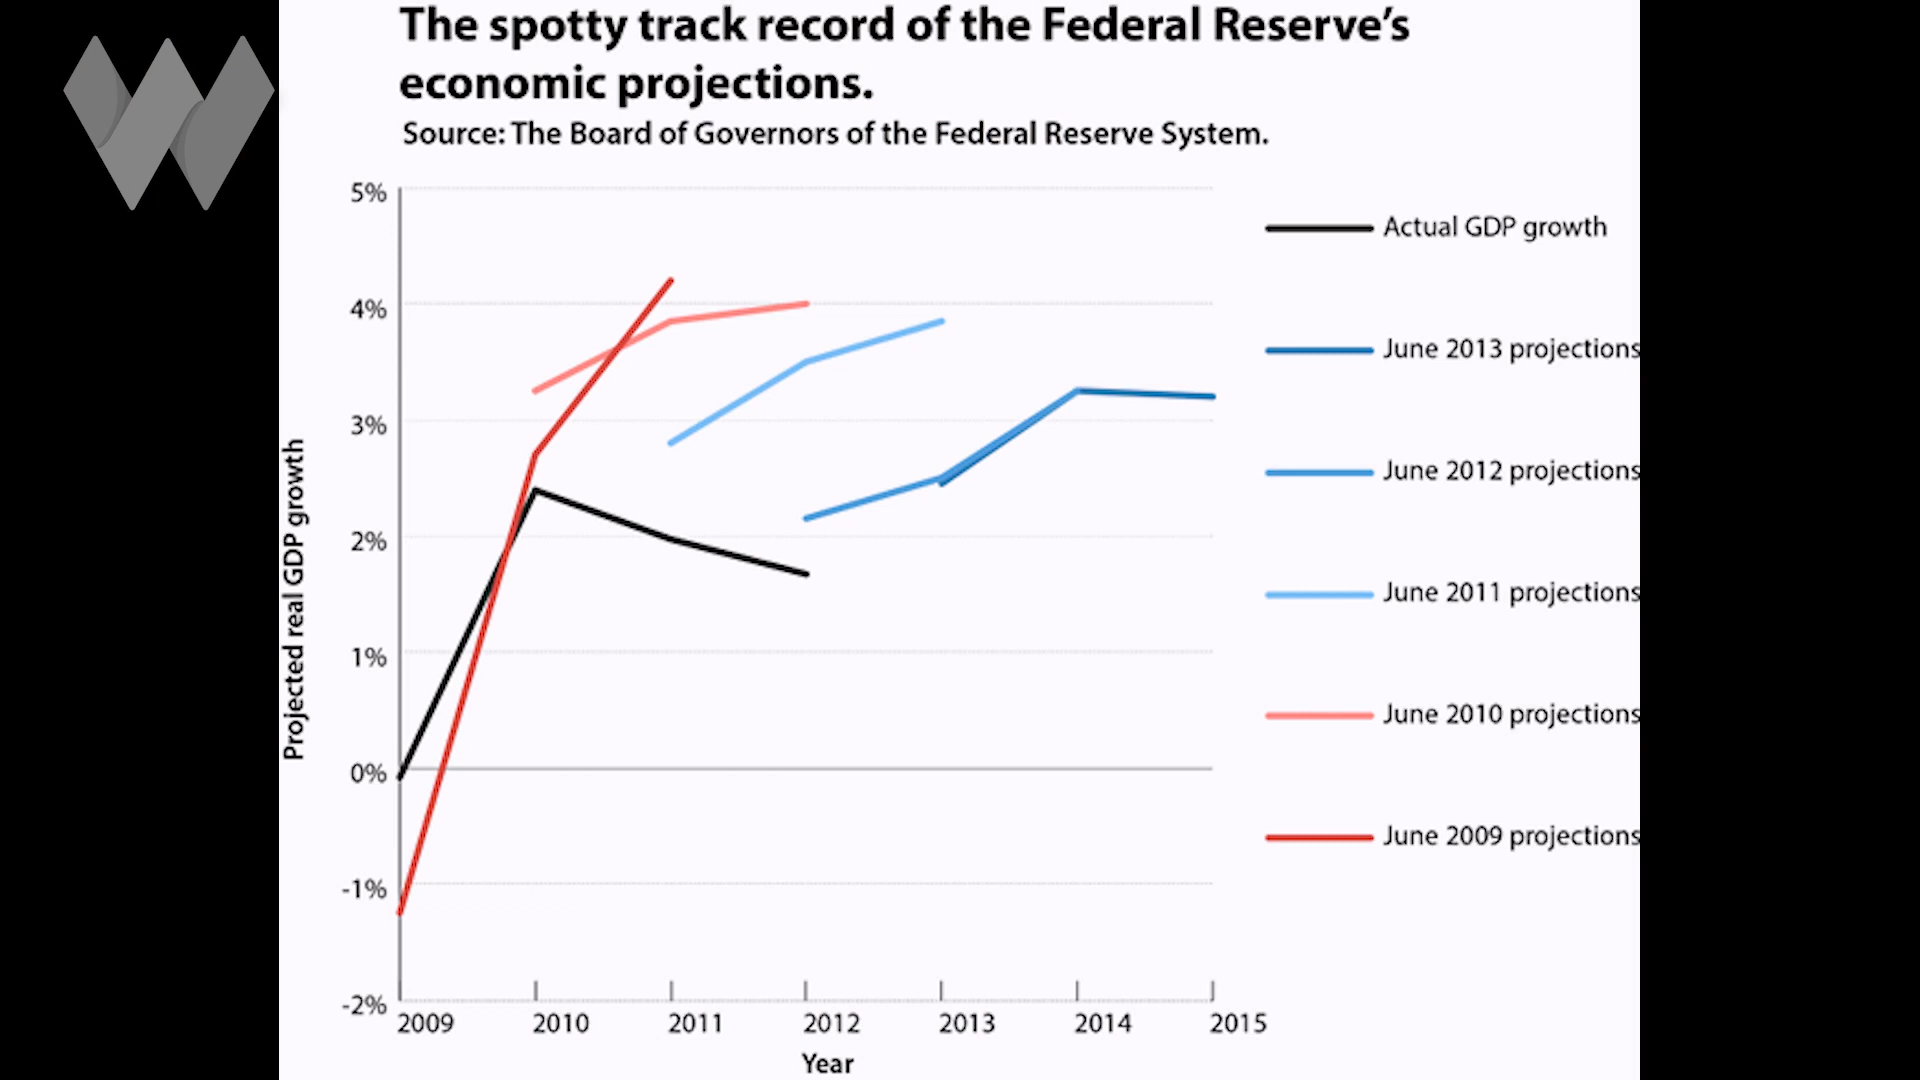 The spotty track record of the Federal Reserve's
economic projections.
Source: The Board of Governors of the Federal Reserve System.
5%
4%
3%
2%
1%
0%
-1%
-2%
Projected real GDP growth
Actual GDP growth
June 2013 projections
June 2012 projections
June 2011 projections
June 2010 projections
June 2009 projections
2009 2010 2011 2012 2013 2014 2015
Year